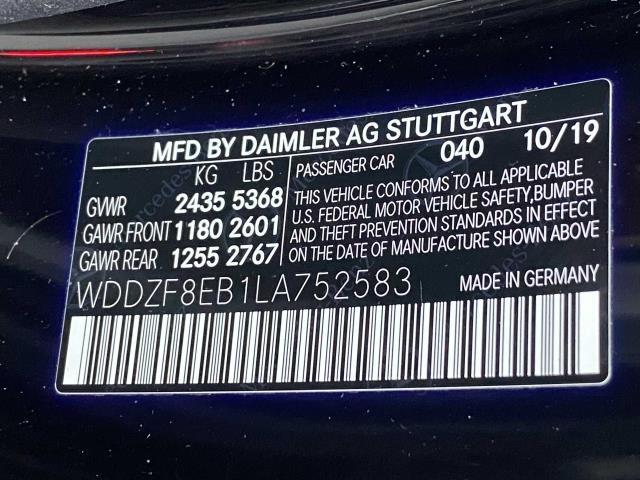 MFD BY DAIMLER AG STUTTGART
KG LBS
GVWR 2435 5368
GAWR FRONT 1180 2601
GAWR REAR 1255 2767
PASSENGER CAR 040 10/19
THIS VEHICLE CONFORMS TO ALL APPLICABLE
U.S. FEDERAL MOTOR VEHICLE SAFETY, BUMPER
AND THEFT PREVENTION STANDARDS IN EFFECT
ON THE DATE OF MANUFACTURE SHOWN ABOVE
WDDZF8EB1LA752583 MADE IN GERMANY